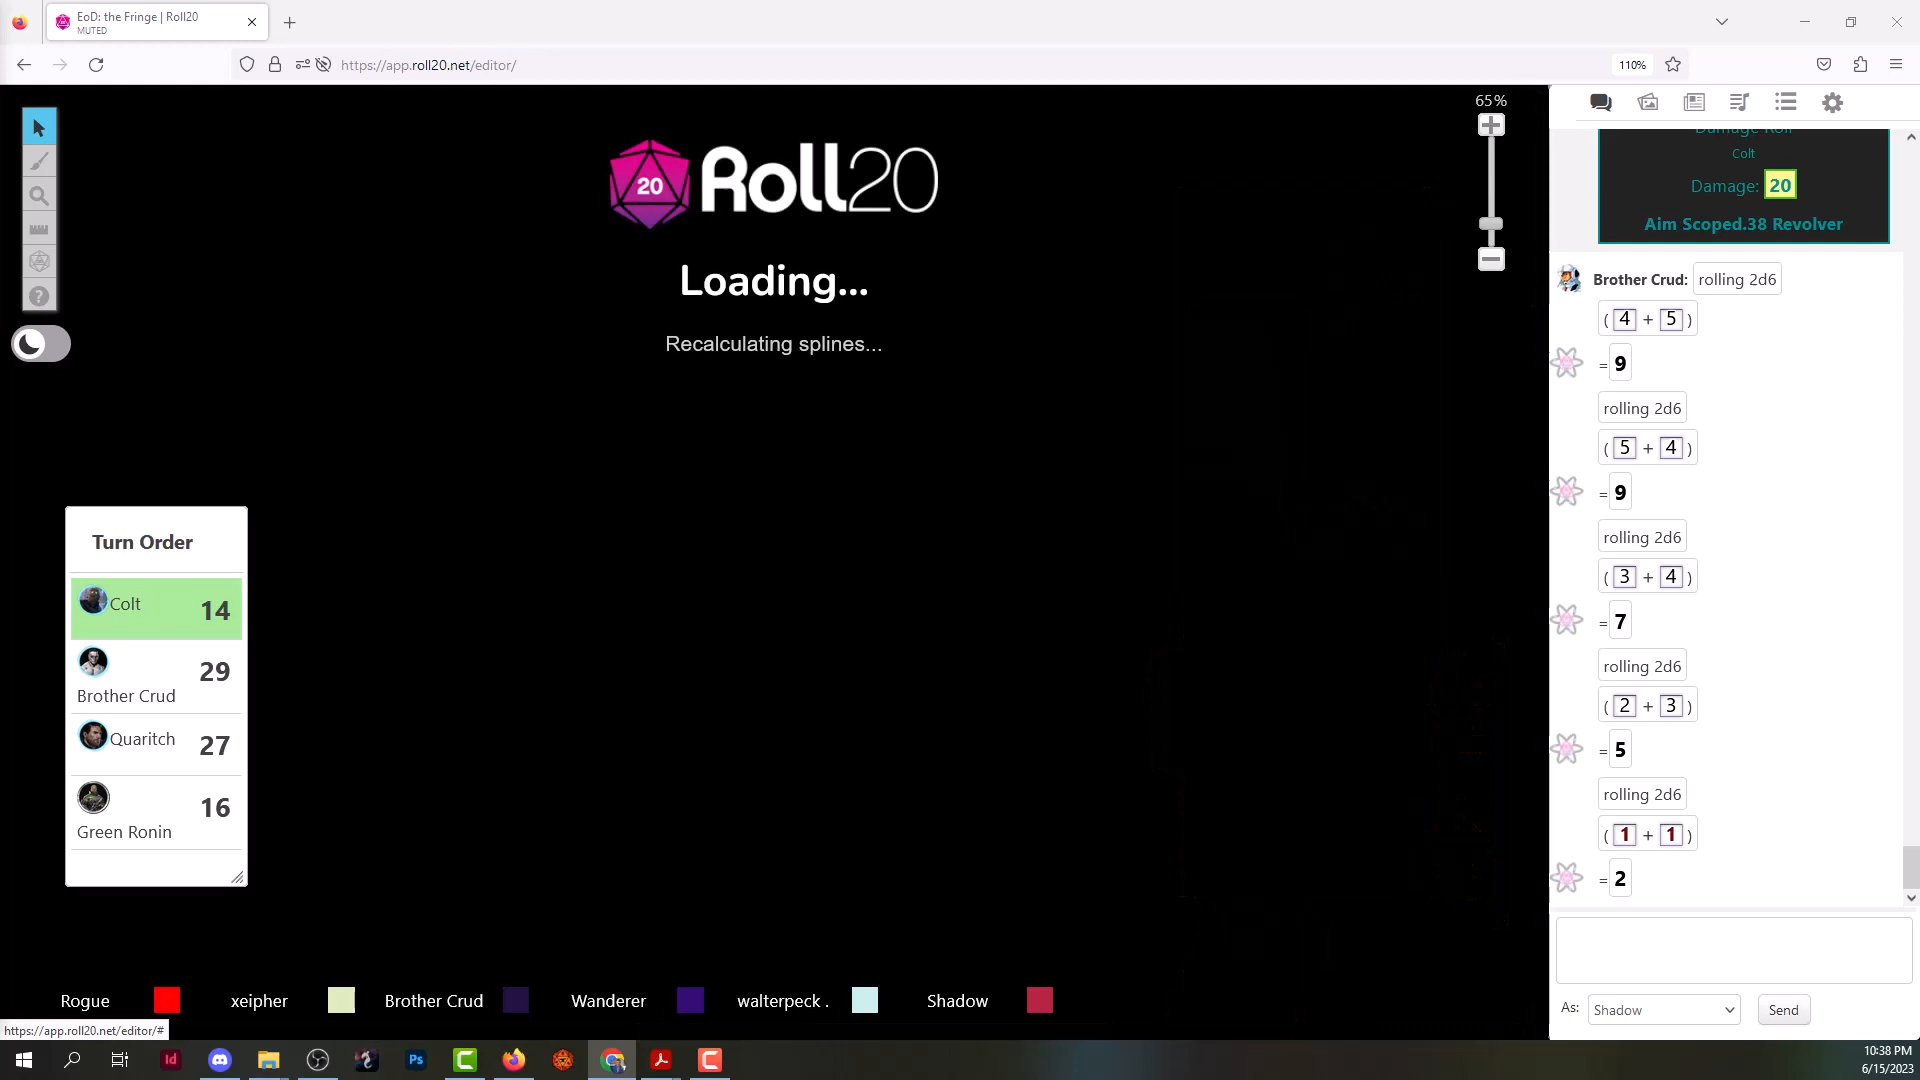 EoD: the Fringe | Roll20
MUTED
https://app.roll20.net/editor/
110%
65%
20
Roll20
Loading...
Recalculating splines...
Turn Order
Colt
14
29
Brother Crud
Quaritch
27
16
Green Ronin
Damage Roll
Colt
Damage: 20
Aim Scoped.38 Revolver
Brother Crud: rolling 2d6
( 4 + 5 )
= 9
rolling 2d6
( 5 + 4 )
= 9
rolling 2d6
( 3 + 4 )
= 7
rolling 2d6
( 2 + 3 )
= 5
rolling 2d6
( 1 + 1 )
= 2
As: Shadow
Send
Rogue
xeipher
Brother Crud
Wanderer
walterpeck .
Shadow
https://app.roll20.net/editor/#
Id
Ps
10:38 PM
6/15/2023